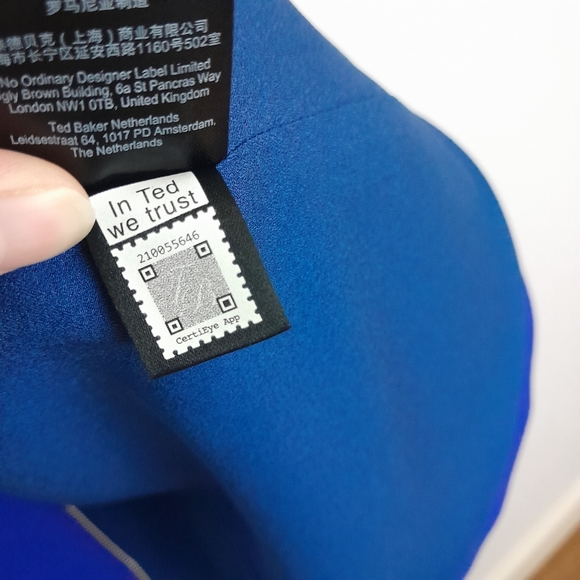 罗马尼亚制造
德贝克（上海）商业有限公司
海市长宁区延安西路1160号502室
No Ordinary Designer Label Limited
gly Brown Building, 6a St Pancras Way
London NW1 0TB, United Kingdom
Ted Baker Netherlands
Leidsestraat 64, 1017 PD Amsterdam,
The Netherlands
In Ted
we trust
210055646
CertiEye App